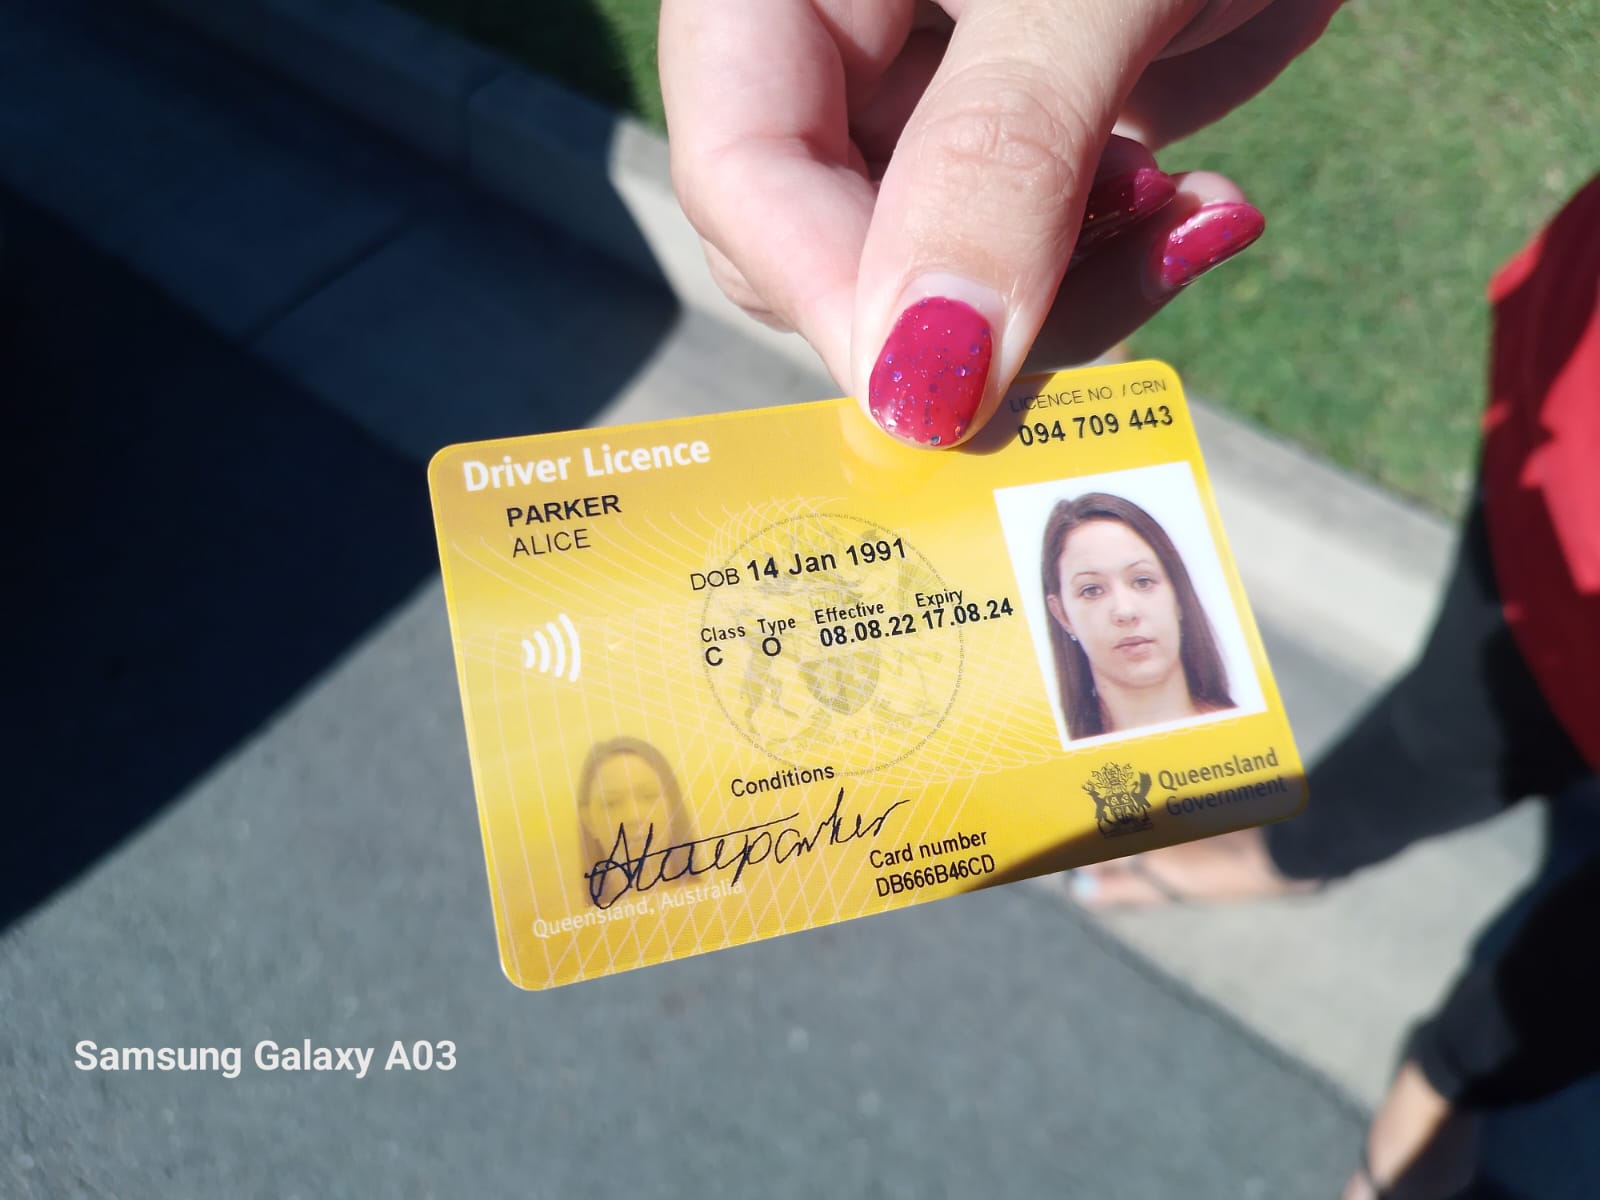 Driver Licence
LICENCE NO. / CRN
094 709 443
PARKER
ALICE
DOB 14 Jan 1991
Class Type Effective Expiry
C O 08.08.22 17.08.24
Conditions
Queensland
Government
Card number
DB666B46CD
Queensland, Australia
Samsung Galaxy A03